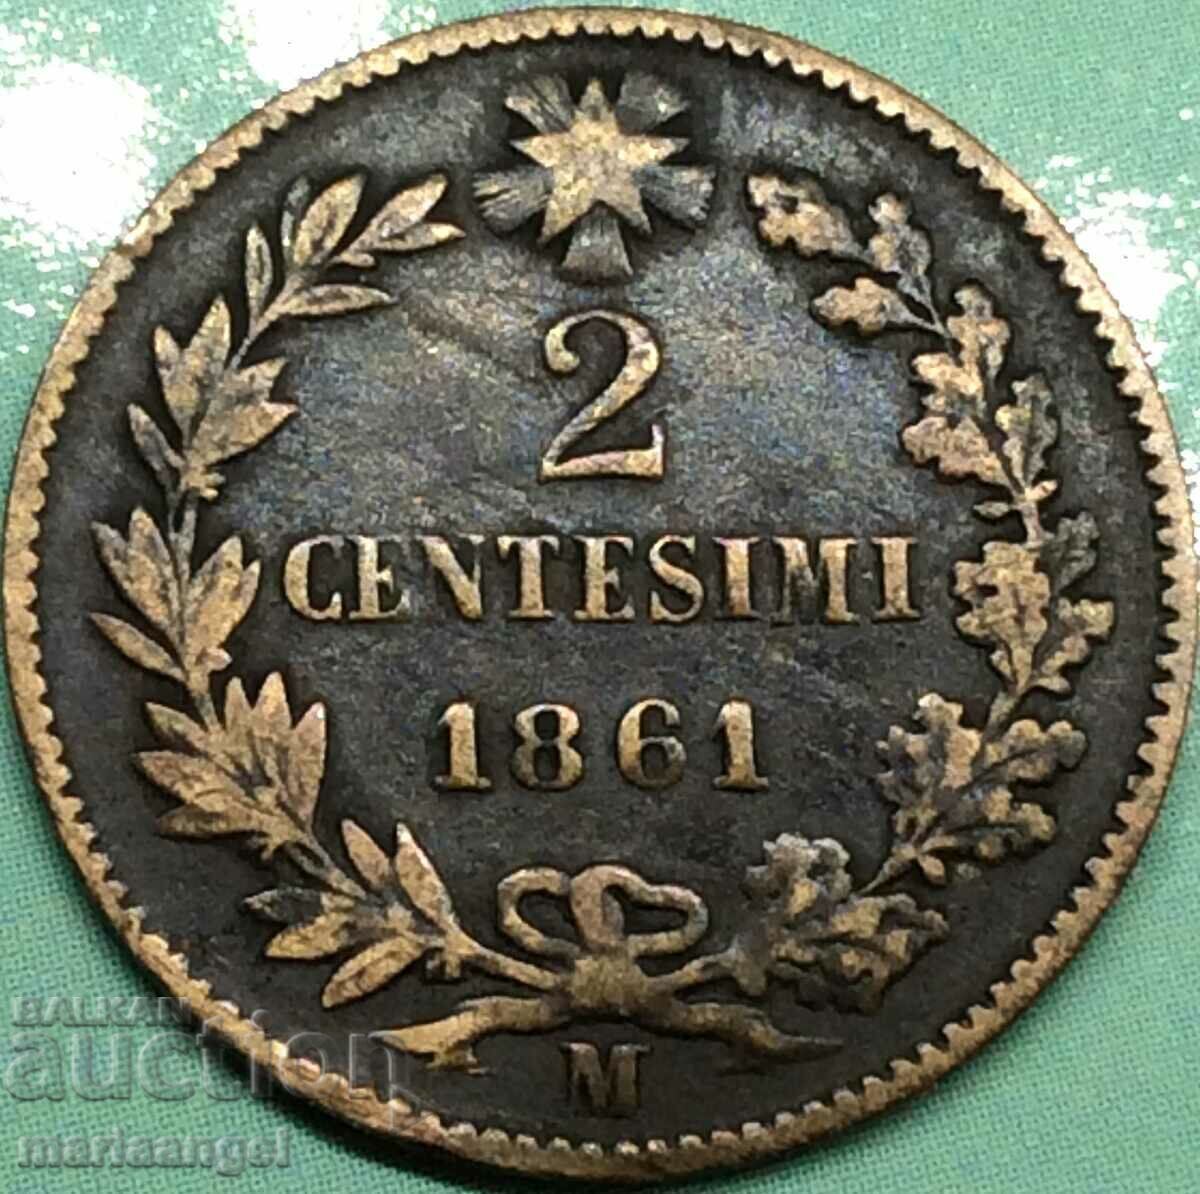 2
CENTESIMI
1861
M
BALKAN
auction
mariaangel